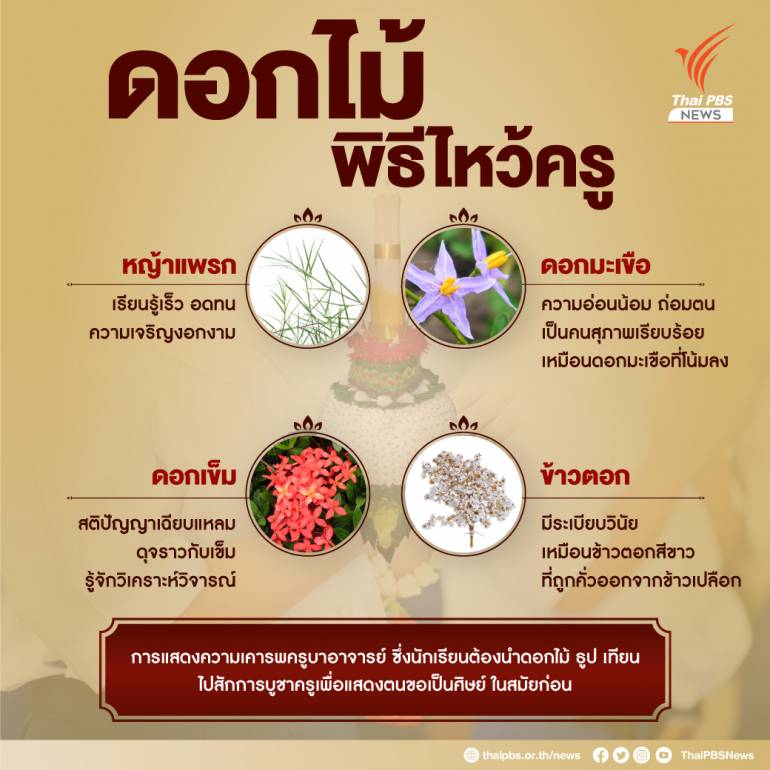 ดอกไม้
พิธีไหว้ครู
Thai PBS
NEWS
หญ้าแพรก
เรียนรู้เร็ว อดทน
ความเจริญงอกงาม
ดอกมะเขือ
ความอ่อนน้อม ถ่อมตน
เป็นคนสุภาพเรียบร้อย
เหมือนดอกมะเขือที่โน้มลง
ดอกเข็ม
สติปัญญาเฉียบแหลม
ดุจราวกับเข็ม
รู้จักวิเคราะห์วิจารณ์
ข้าวตอก
มีระเบียบวินัย
เหมือนข้าวตอกสีขาว
ที่ถูกคั่วออกจากข้าวเปลือก
การแสดงความเคารพครูบาอาจารย์ ซึ่งนักเรียนต้องนำดอกไม้ ธูป เทียน
ไปสักการบูชาครูเพื่อแสดงตนขอเป็นศิษย์ ในสมัยก่อน
thaipbs.or.th/news ThaiPBSNews